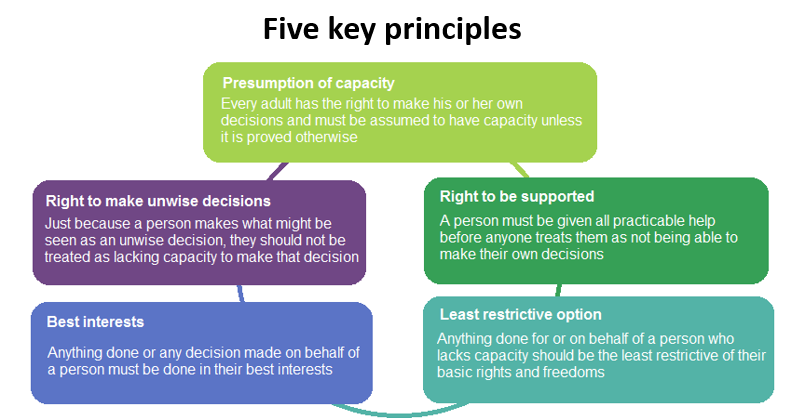 Five key principles
Presumption of capacity
Every adult has the right to make his or her own
decisions and must be assumed to have capacity unless
it is proved otherwise
Right to make unwise decisions
Just because a person makes what might be
seen as an unwise decision, they should not be
treated as lacking capacity to make that decision
Right to be supported
A person must be given all practicable help
before anyone treats them as not being able to
make their own decisions
Best interests
Anything done or any decision made on behalf of
a person must be done in their best interests
Least restrictive option
Anything done for or on behalf of a person who
lacks capacity should be the least restrictive of their
basic rights and freedoms